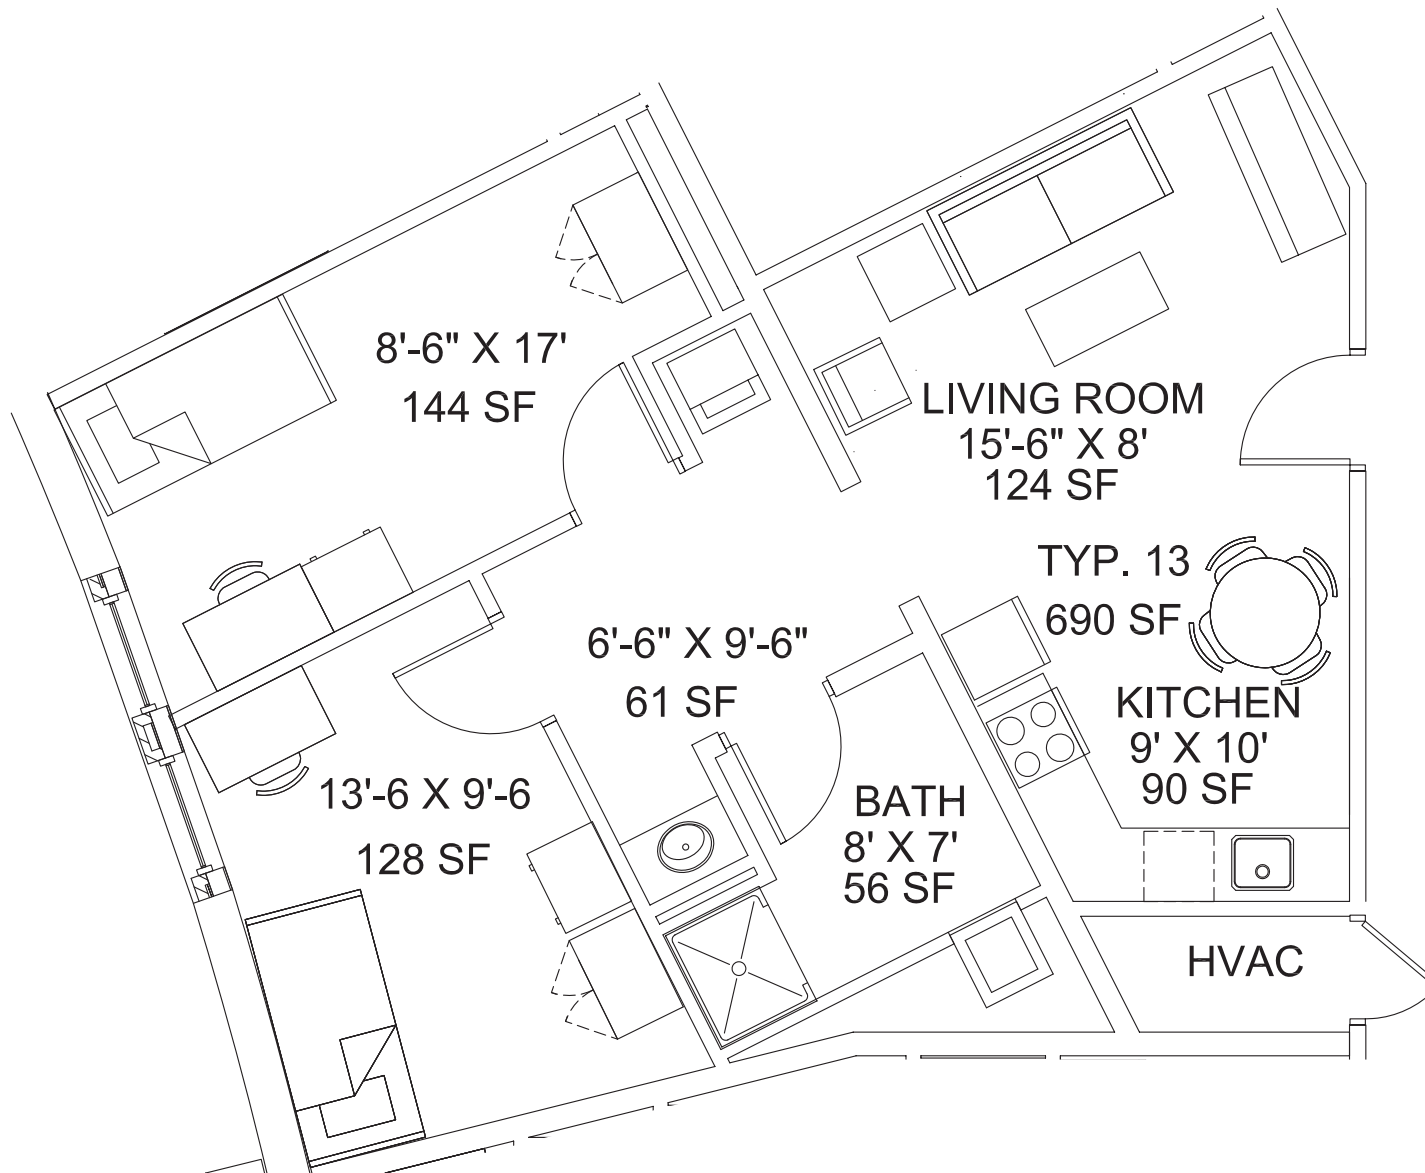 8'-6" X 17'
144 SF
LIVING ROOM
15'-6" X 8'
124 SF
TYP. 13
690 SF
6'-6" X 9'-6"
61 SF
KITCHEN
9' X 10'
90 SF
13'-6 X 9'-6
128 SF
BATH
8' X 7'
56 SF
HVAC